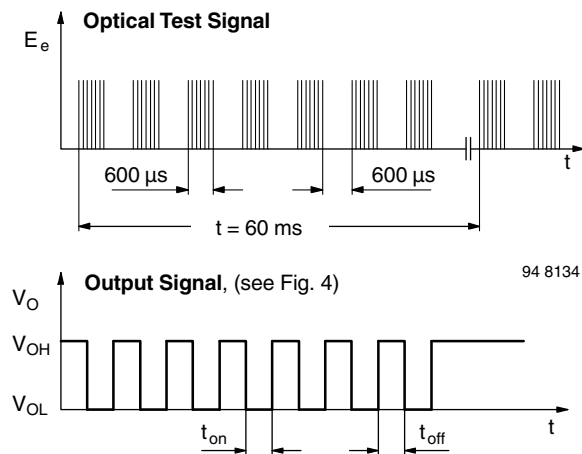 Optical Test Signal
E e
600 µs
600 µs
t
t = 60 ms
94 8134
Output Signal, (see Fig. 4)
V O
V OH
V OL
t on
t off
t